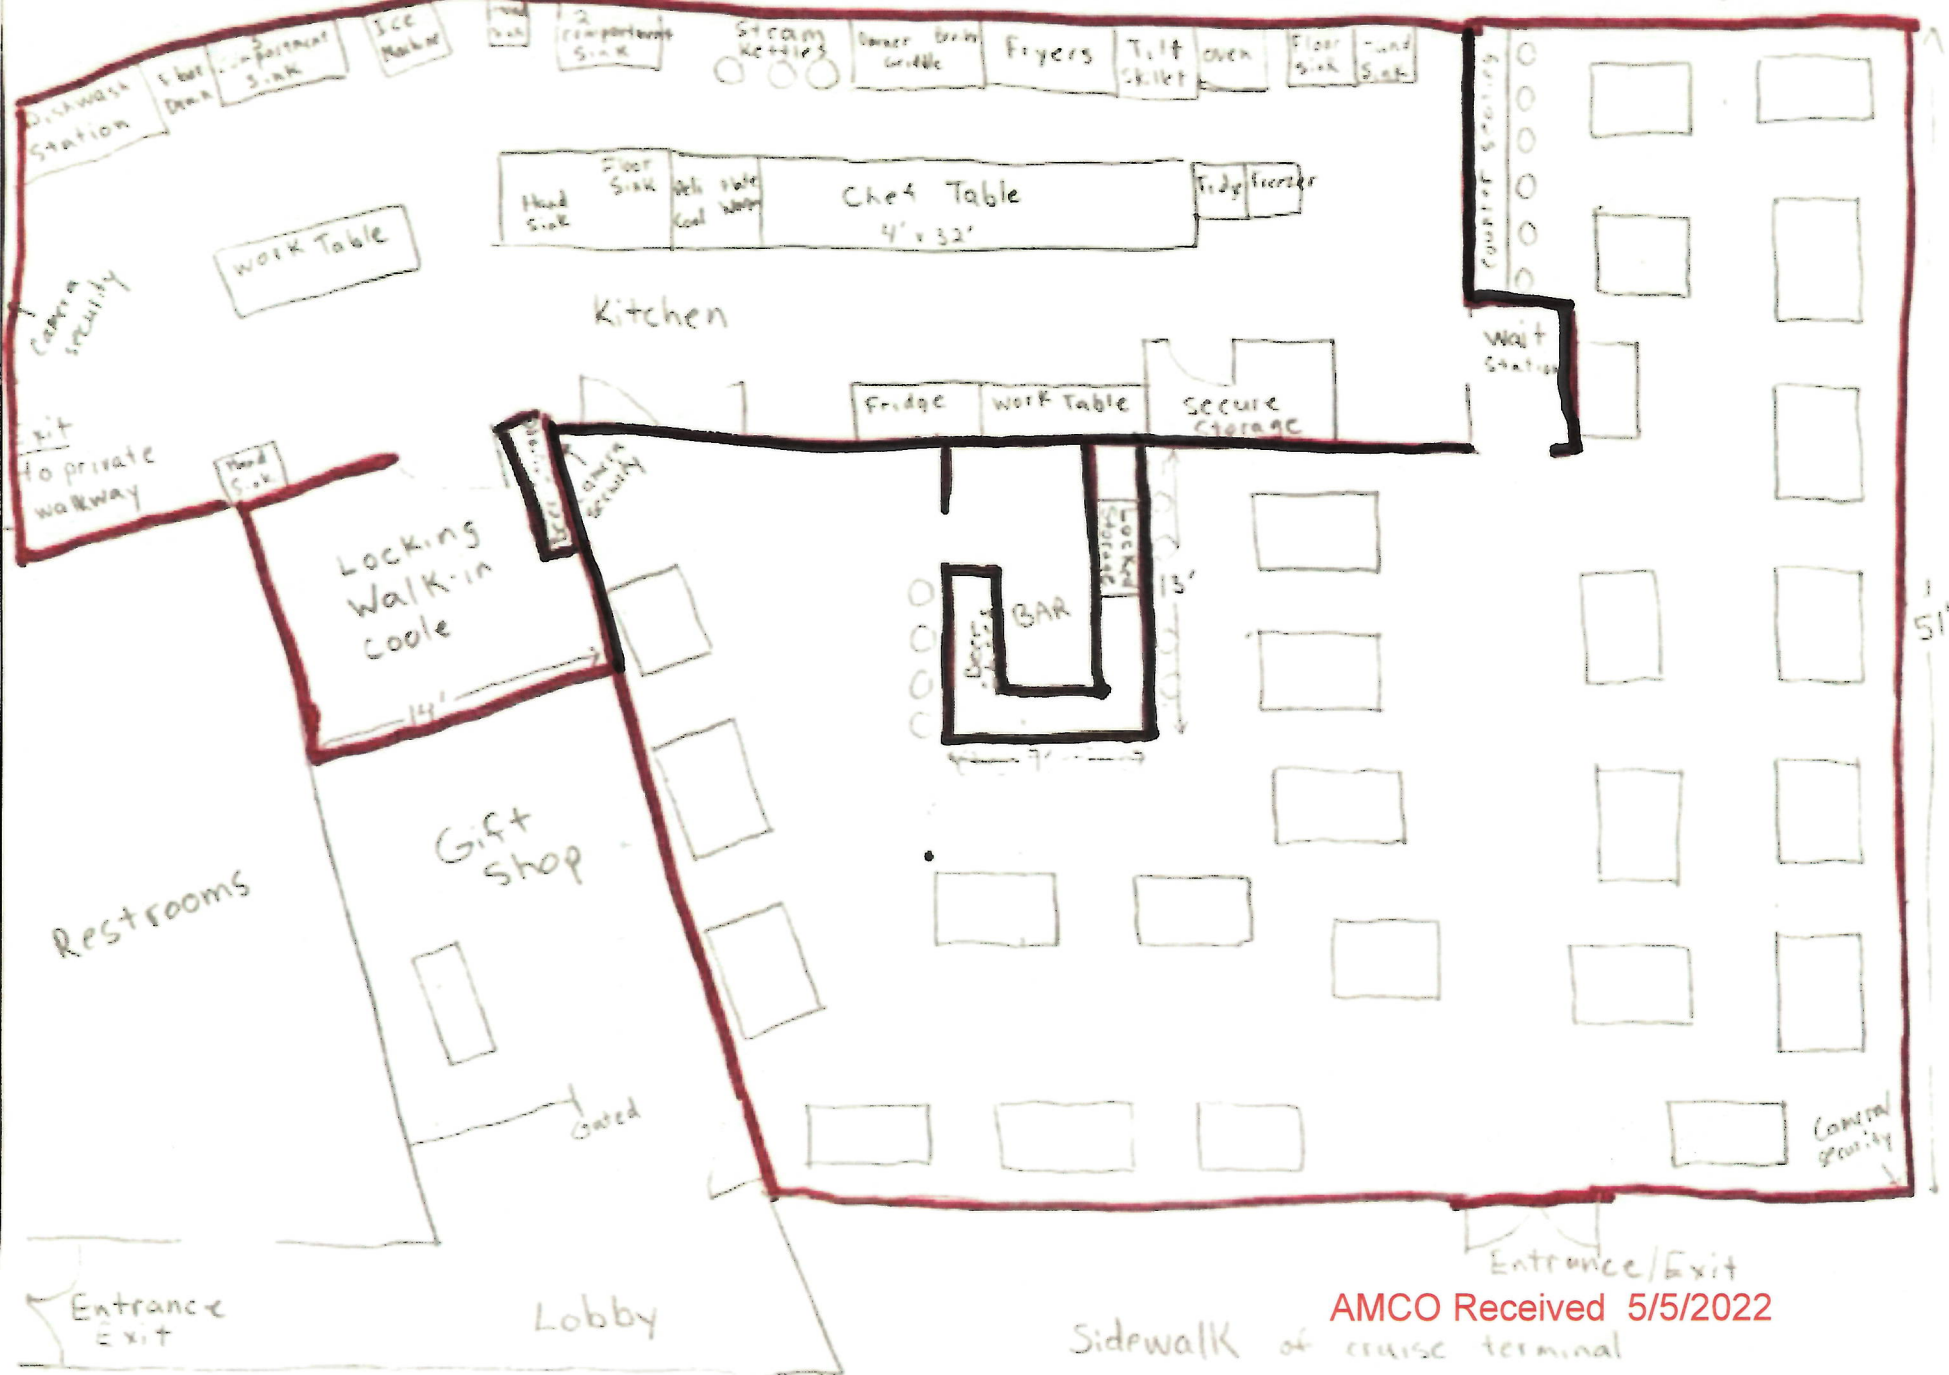 Dishwash
Station
3
Compartment
Sink
Ice
Machine
2
compartment
Sink
Steam
Kettles
Griddle
Fryers
Tilt
Skillet
oven
Floor
Sink
Hand
Sink
Counter Seating
Hand
Sink
Floor
Sink
Cool
Table
Warm
Chef Table
4' x 32'
Fridge
Freezer
Work Table
Camera
security
Kitchen
wait
Station
Fridge
Work Table
Secure
Storage
Exit
to private
walkway
Hand
Sink
Camera
security
Locking
Walk-in
Coole
14'
Locked
Storage
BAR
13'
7'
51'
Gift
Shop
Restrooms
Gated
Camera
security
Entrance
Exit
Lobby
Entrance/Exit
AMCO Received 5/5/2022
Sidewalk of cruise terminal